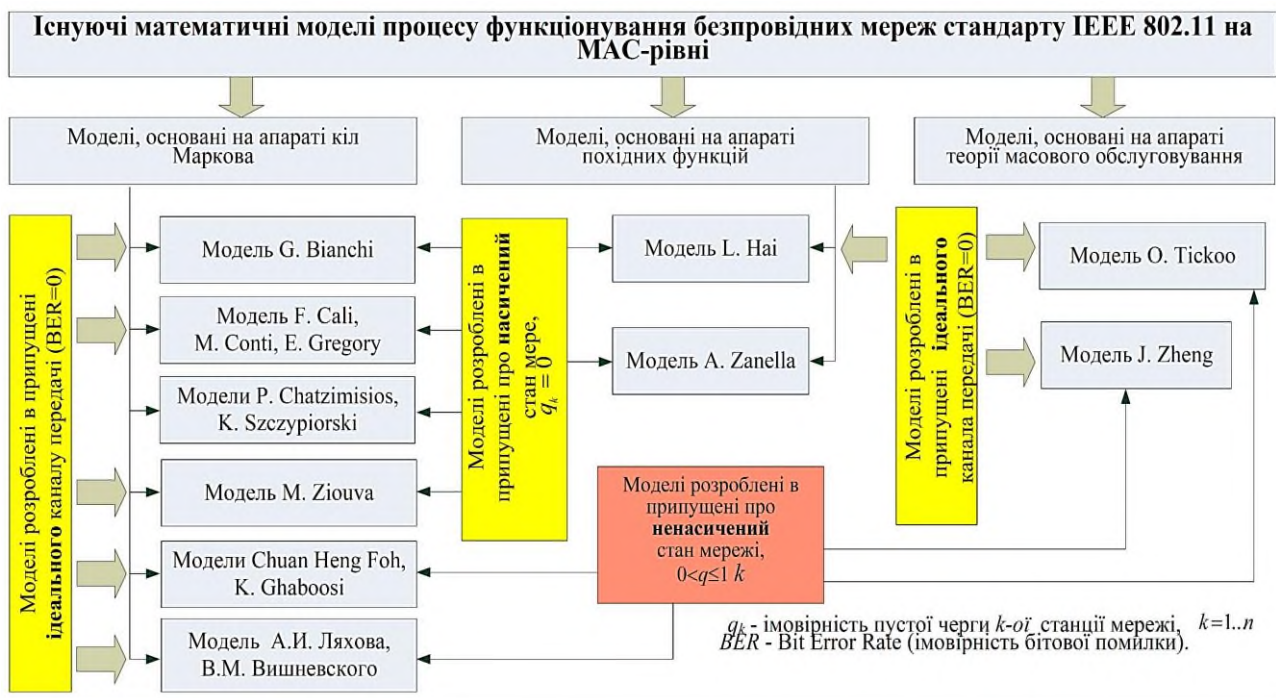 Існуючі математичні моделі процесу функціонування безпровідних мереж стандарту IEEE 802.11 на
МАС-рівні
Моделі, основані на апараті кіл
Маркова
Моделі, основані на апараті
похідних функцій
Моделі, основані на апараті
теорії масового обслуговування
Моделі розроблені в припущені
ідеального каналу передачі (BER=0)
Модель G. Bianchi
Модель F. Cali,
M. Conti, E. Gregory
Модели P. Chatzimisios,
K. Szczypiorski
Модель M. Ziouva
Модели Chuan Heng Foh,
K. Ghaboosi
Модель А.И. Ляхова,
В.М. Вишневского
Моделі розроблені в
припущені про насичений
стан мере,
qk = 0
Модель L. Hai
Модель A. Zanella
Моделі розроблені в
припущені про
ненасичений
стан мережі,
0<q≤1 k
Моделі розроблені в
припущені ідеального
канала передачі (BER=0)
Модель O. Tickoo
Модель J. Zheng
qk - імовірність пустої черги k-ої станції мережі, k=1..n
BER - Bit Error Rate (імовірність бітової помилки).